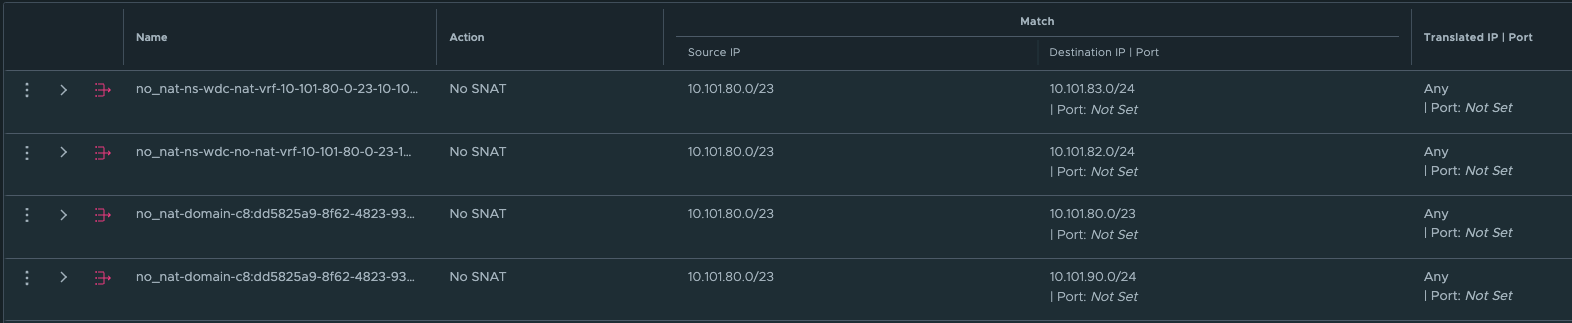 Match
Name Action Translated IP | Port
Source IP Destination IP | Port
no_nat-ns-wdc-nat-vrf-10-101-80-0-23-10-10... No SNAT 10.101.80.0/23 10.101.83.0/24 Any
| Port: Not Set | Port: Not Set
no_nat-ns-wdc-no-nat-vrf-10-101-80-0-23-1... No SNAT 10.101.80.0/23 10.101.82.0/24 Any
| Port: Not Set | Port: Not Set
no_nat-domain-c8:dd5825a9-8f62-4823-93... No SNAT 10.101.80.0/23 10.101.80.0/23 Any
| Port: Not Set | Port: Not Set
no_nat-domain-c8:dd5825a9-8f62-4823-93... No SNAT 10.101.80.0/23 10.101.90.0/24 Any
| Port: Not Set | Port: Not Set